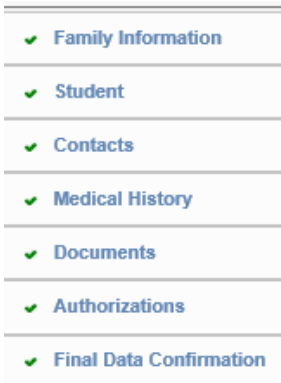 Family Information
Student
Contacts
Medical History
Documents
Authorizations
Final Data Confirmation